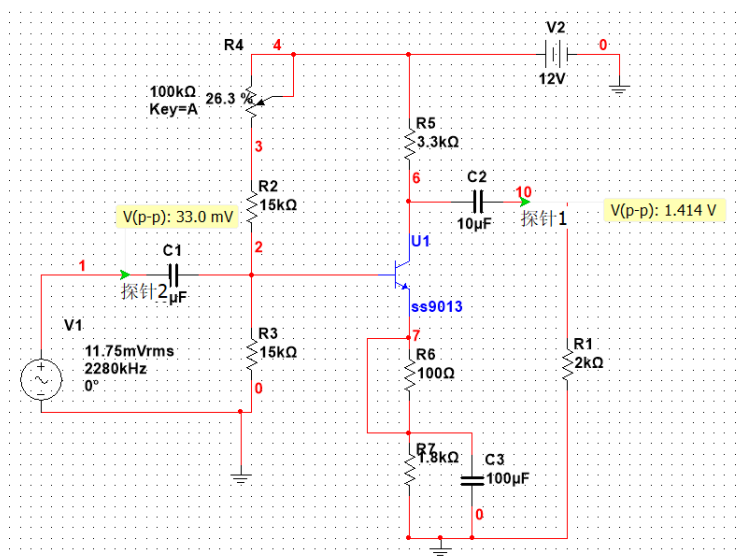 R4
4
V2
0
12V
100kΩ
Key=A
26.3 %
R5
3.3kΩ
3
6
C2
10
10µF
探针1
V(p-p): 1.414 V
R2
15kΩ
V(p-p): 33.0 mV
2
U1
C1
1
探针2
µF
ss9013
V1
11.75mVrms
2280kHz
0°
R3
15kΩ
0
7
R6
100Ω
R1
2kΩ
R7
1.8kΩ
C3
100µF
0